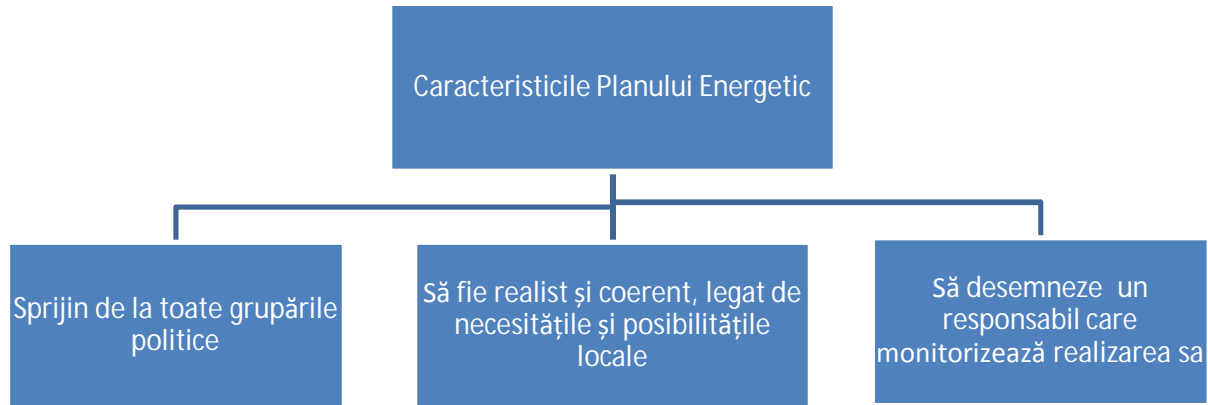 Caracteristicile Planului Energetic
Sprijin de la toate grupările
politice
Să fie realist și coerent, legat de
necesitățile și posibilitățile
locale
Să desemneze un
responsabil care
monitorizează realizarea sa